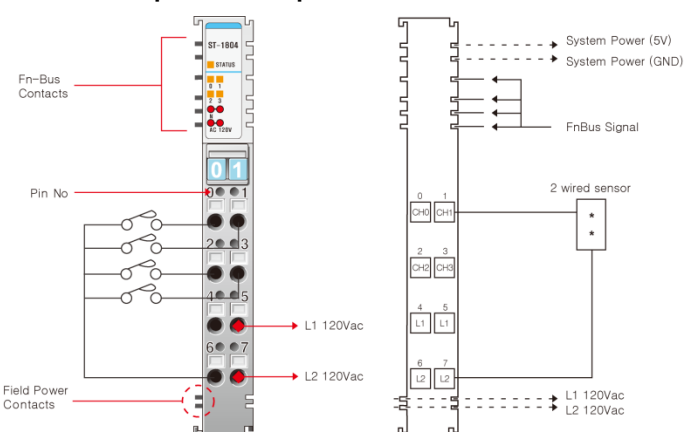 ST-1804
STATUS
0 1
2 3
AC 120V
Fn-Bus
Contacts
01
Pin No
0 1
2 3
4 5
6 7
L1 120Vac
L2 120Vac
Field Power
Contacts
System Power (5V)
System Power (GND)
FnBus Signal
2 wired sensor
*
*
0 1
CH0 CH1
2 3
CH2 CH3
4 5
L1 L1
6 7
L2 L2
L1 120Vac
L2 120Vac